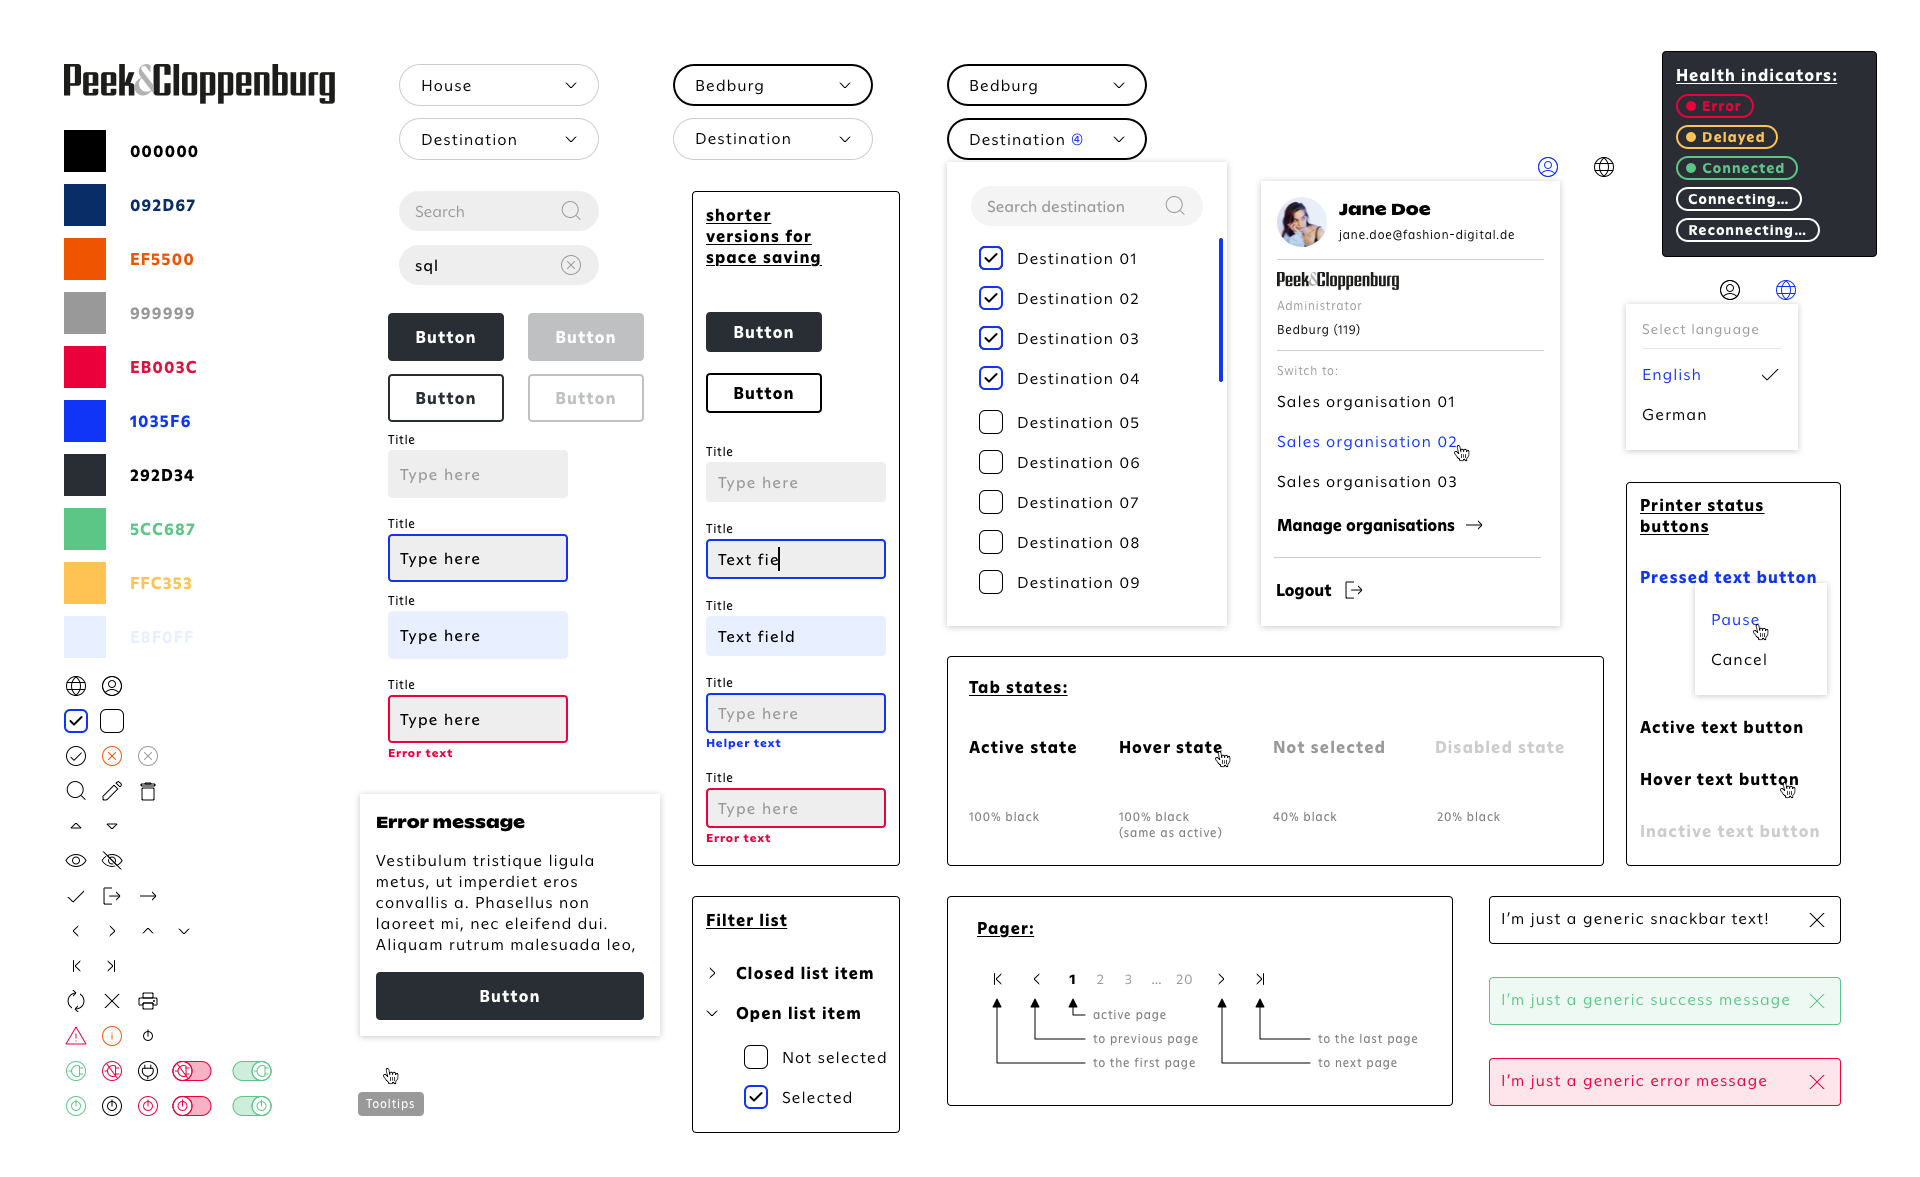 Peek&Cloppenburg
000000
092D67
EF5500
999999
EB003C
1035F6
292D34
5CC687
FFC353
E8F0FF
House
Destination
Search
sql
Button
Button
Button
Button
Title
Type here
Title
Type here
Title
Type here
Title
Type here
Error text
Error message
Vestibulum tristique ligula
metus, ut imperdiet eros
convallis a. Phasellus non
laoreet mi, nec eleifend dui.
Aliquam rutrum malesuada leo,
Button
Tooltips
Bedburg
Destination
shorter
versions for
space saving
Button
Button
Title
Type here
Title
Text fie
Title
Text field
Title
Type here
Helper text
Title
Type here
Error text
Filter list
Closed list item
Open list item
Not selected
Selected
Bedburg
Destination 4
Search destination
Destination 01
Destination 02
Destination 03
Destination 04
Destination 05
Destination 06
Destination 07
Destination 08
Destination 09
Jane Doe
jane.doe@fashion-digital.de
Peek&Cloppenburg
Administrator
Bedburg (119)
Switch to:
Sales organisation 01
Sales organisation 02
Sales organisation 03
Manage organisations
Logout
Health indicators:
Error
Delayed
Connected
Connecting...
Reconnecting...
Select language
English
German
Printer status
buttons
Pressed text button
Pause
Cancel
Active text button
Hover text button
Inactive text button
Tab states:
Active state
Hover state
Not selected
Disabled state
100% black
100% black
(same as active)
40% black
20% black
Pager:
1 2 3 ... 20
active page
to previous page
to the first page
to the last page
to next page
I'm just a generic snackbar text!
I'm just a generic success message
I'm just a generic error message